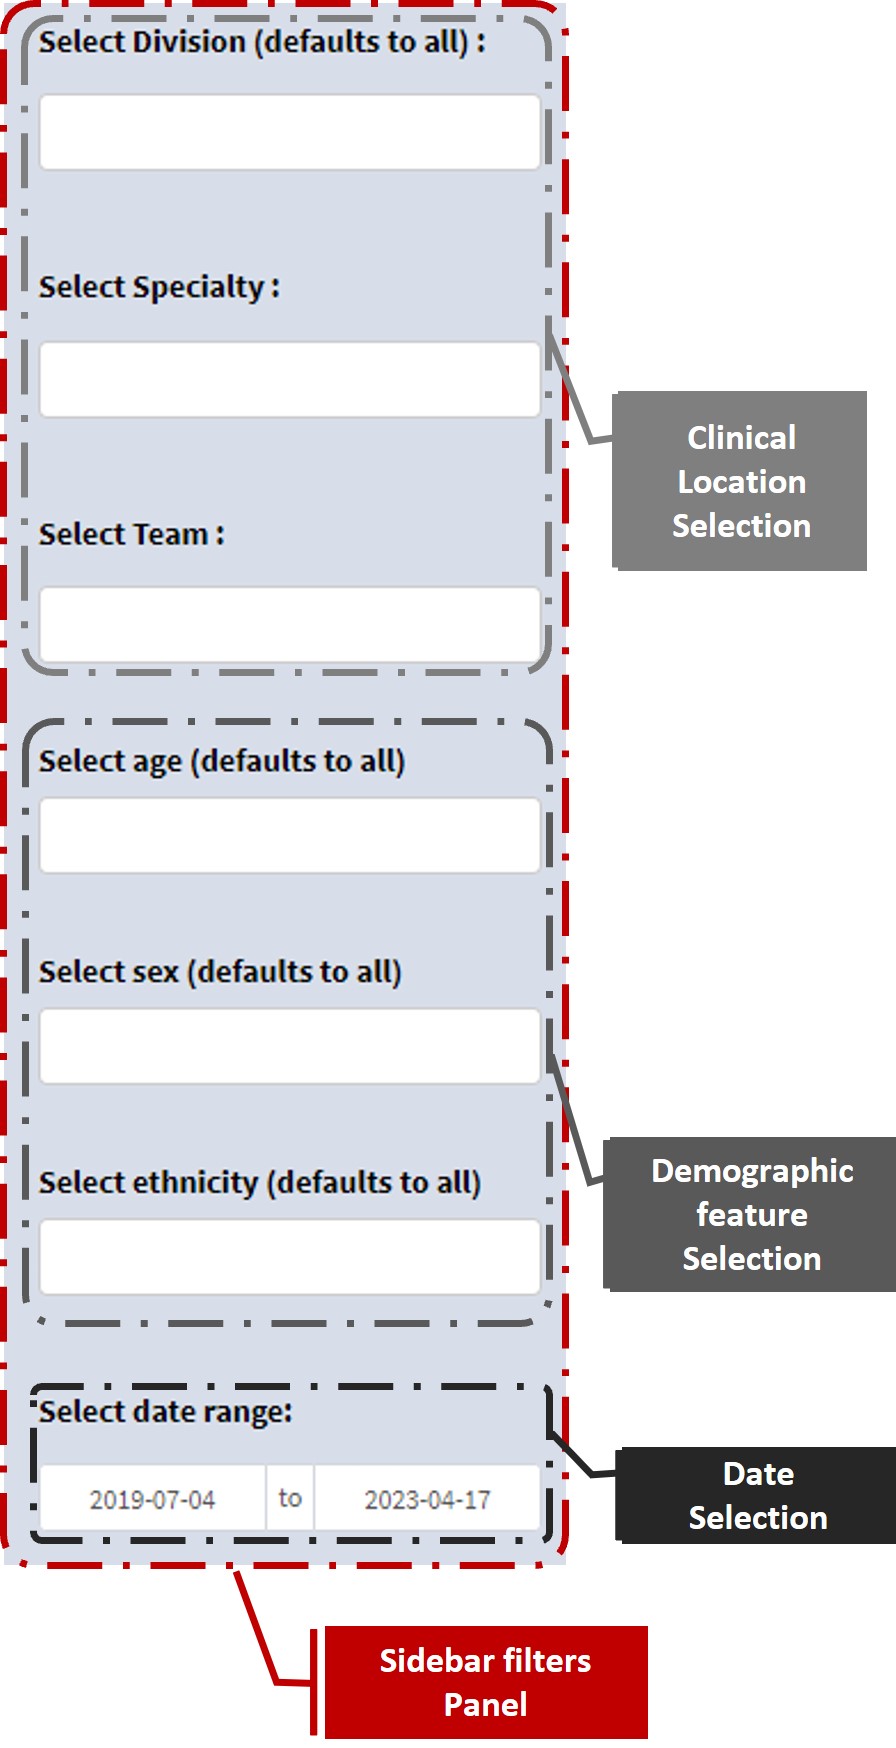 Select Division (defaults to all) :
Select Specialty :
Clinical
Location
Selection
Select Team :
Select age (defaults to all)
Select sex (defaults to all)
Demographic
feature
Selection
Select ethnicity (defaults to all)
Select date range:
2019-07-04 to 2023-04-17
Date
Selection
Sidebar filters
Panel